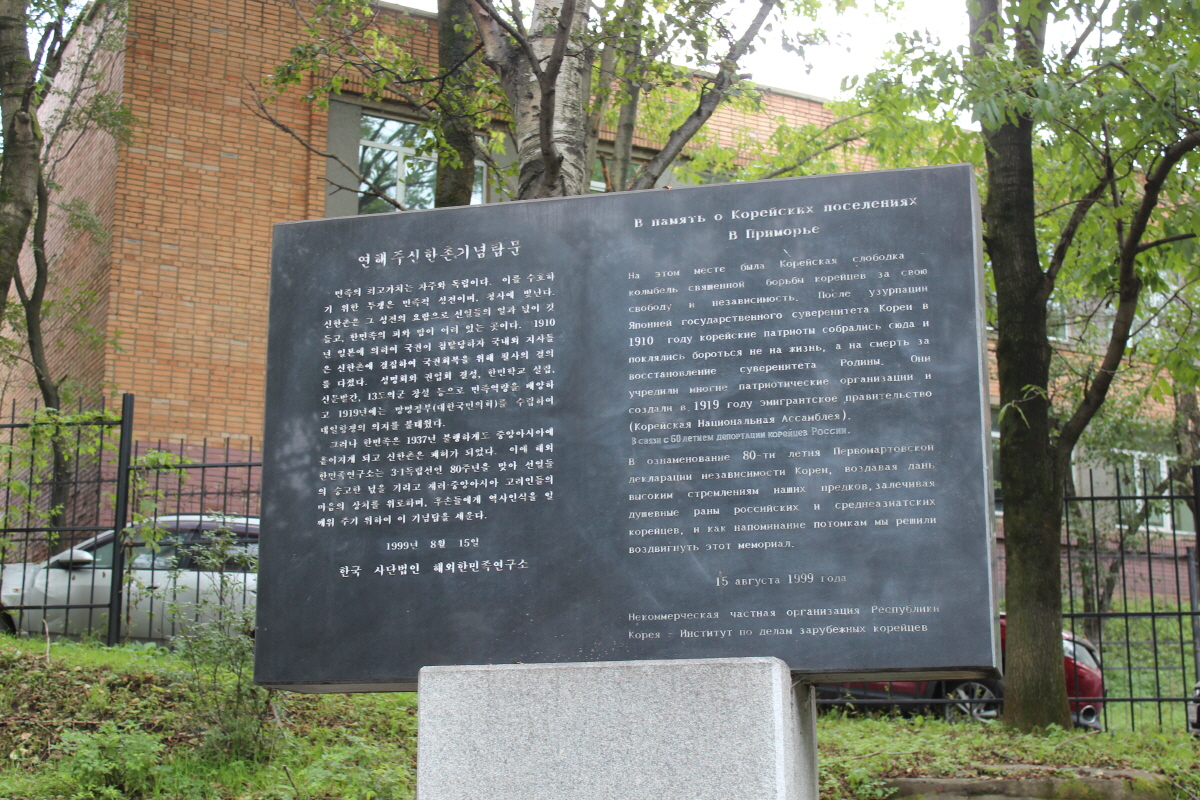 연해주신한촌기념탑문
민족의 최고가치는 자주와 독립이다. 이를 수호하
기 위한 투쟁은 민족적 성전이며, 청사에 빛난다.
신한촌은 그 성전의 요람으로 선열들의 얼과 넋이 깃
들고, 한민족의 피와 땀이 어려 있는 곳이다. 1910
년 일본에 의하여 국권이 침탈당하자 국내외 지사들
은 신한촌에 결집하여 국권회복을 위해 필사의 결의
를 다졌다. 성명회와 권업회 결성, 한민학교 설립,
신문발간, 13도의군 창설 등으로 민족역량을 배양하
고 1919년에는 망명정부(대한국민의회)를 수립하여
대일항쟁의 의지를 불태웠다.
그러나 한민족은 1937년 불행하게도 중앙아시아에
흩어지게 되고 신한촌은 폐허가 되었다. 이에 해외
한민족연구소는 3·1독립선언 80주년을 맞아 선열들
의 숭고한 넋을 기리고 재러·중앙아시아 고려인들의
마음의 상처를 위로하며, 후손들에게 역사인식을 일
깨워 주기 위하여 이 기념탑을 세운다.
1999년 8월 15일
한국 사단법인 해외한민족연구소
В память о Корейских поселениях
В Приморье
На этом месте была Корейская слободка -
колыбель священной борьбы корейцев за свою
свободу и независимость. После узурпации
Японией государственного суверенитета Кореи в
1910 году корейские патриоты собрались сюда и
поклялись бороться не на жизнь, а на смерть за
восстановление суверенитета Родины. Они
учредили многие патриотические организации и
создали в 1919 году эмигрантское правительство
(Корейская Национальная Ассамблея).
В связи с 60 летием депортации корейцев России.
В ознаменование 80-ти летия Первомартовской
декларации независимости Кореи, воздавая дань
высоким стремлениям наших предков, залечивая
душевные раны российских и среднеазиатских
корейцев, и как напоминание потомкам мы решили
воздвигнуть этот мемориал.
15 августа 1999 года
Некоммерческая частная организация Республики
Корея - Институт по делам зарубежных корейцев